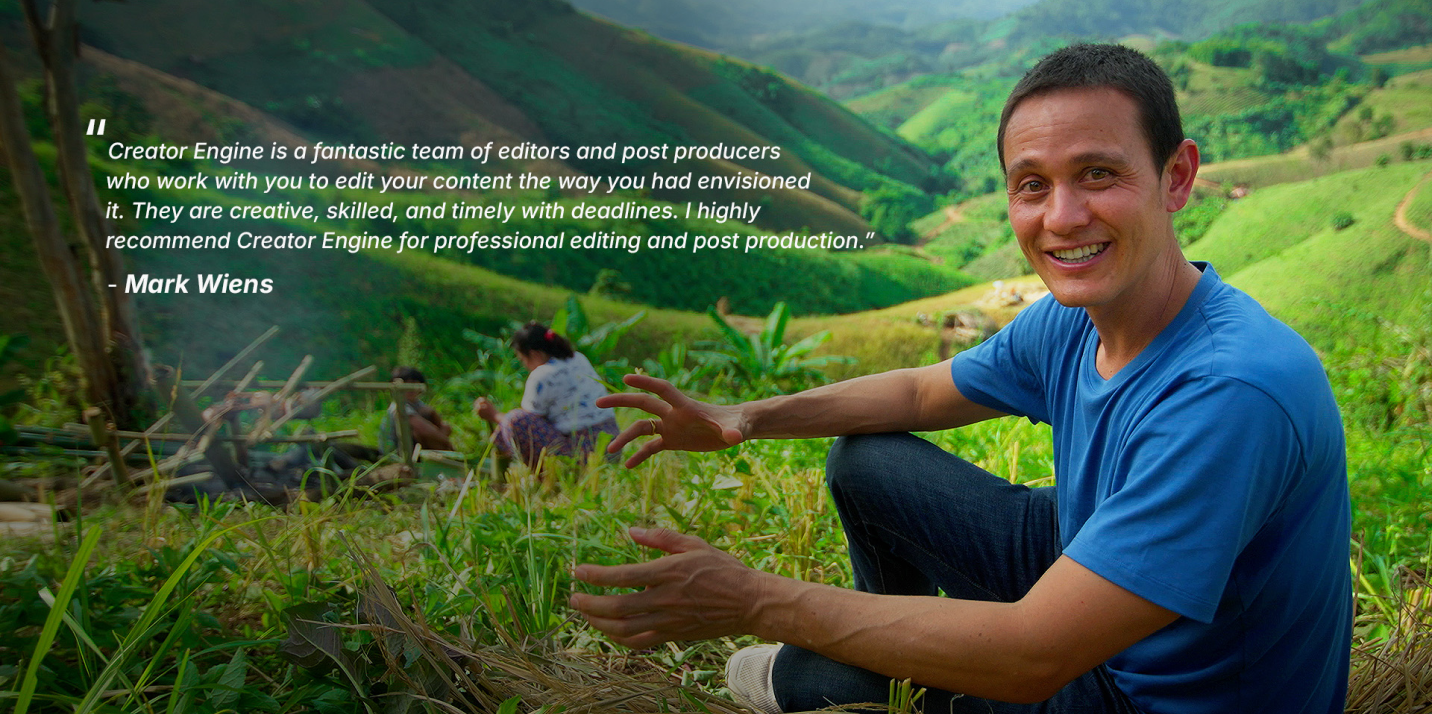 "Creator Engine is a fantastic team of editors and post producers
who work with you to edit your content the way you had envisioned
it. They are creative, skilled, and timely with deadlines. I highly
recommend Creator Engine for professional editing and post production.”
- Mark Wiens